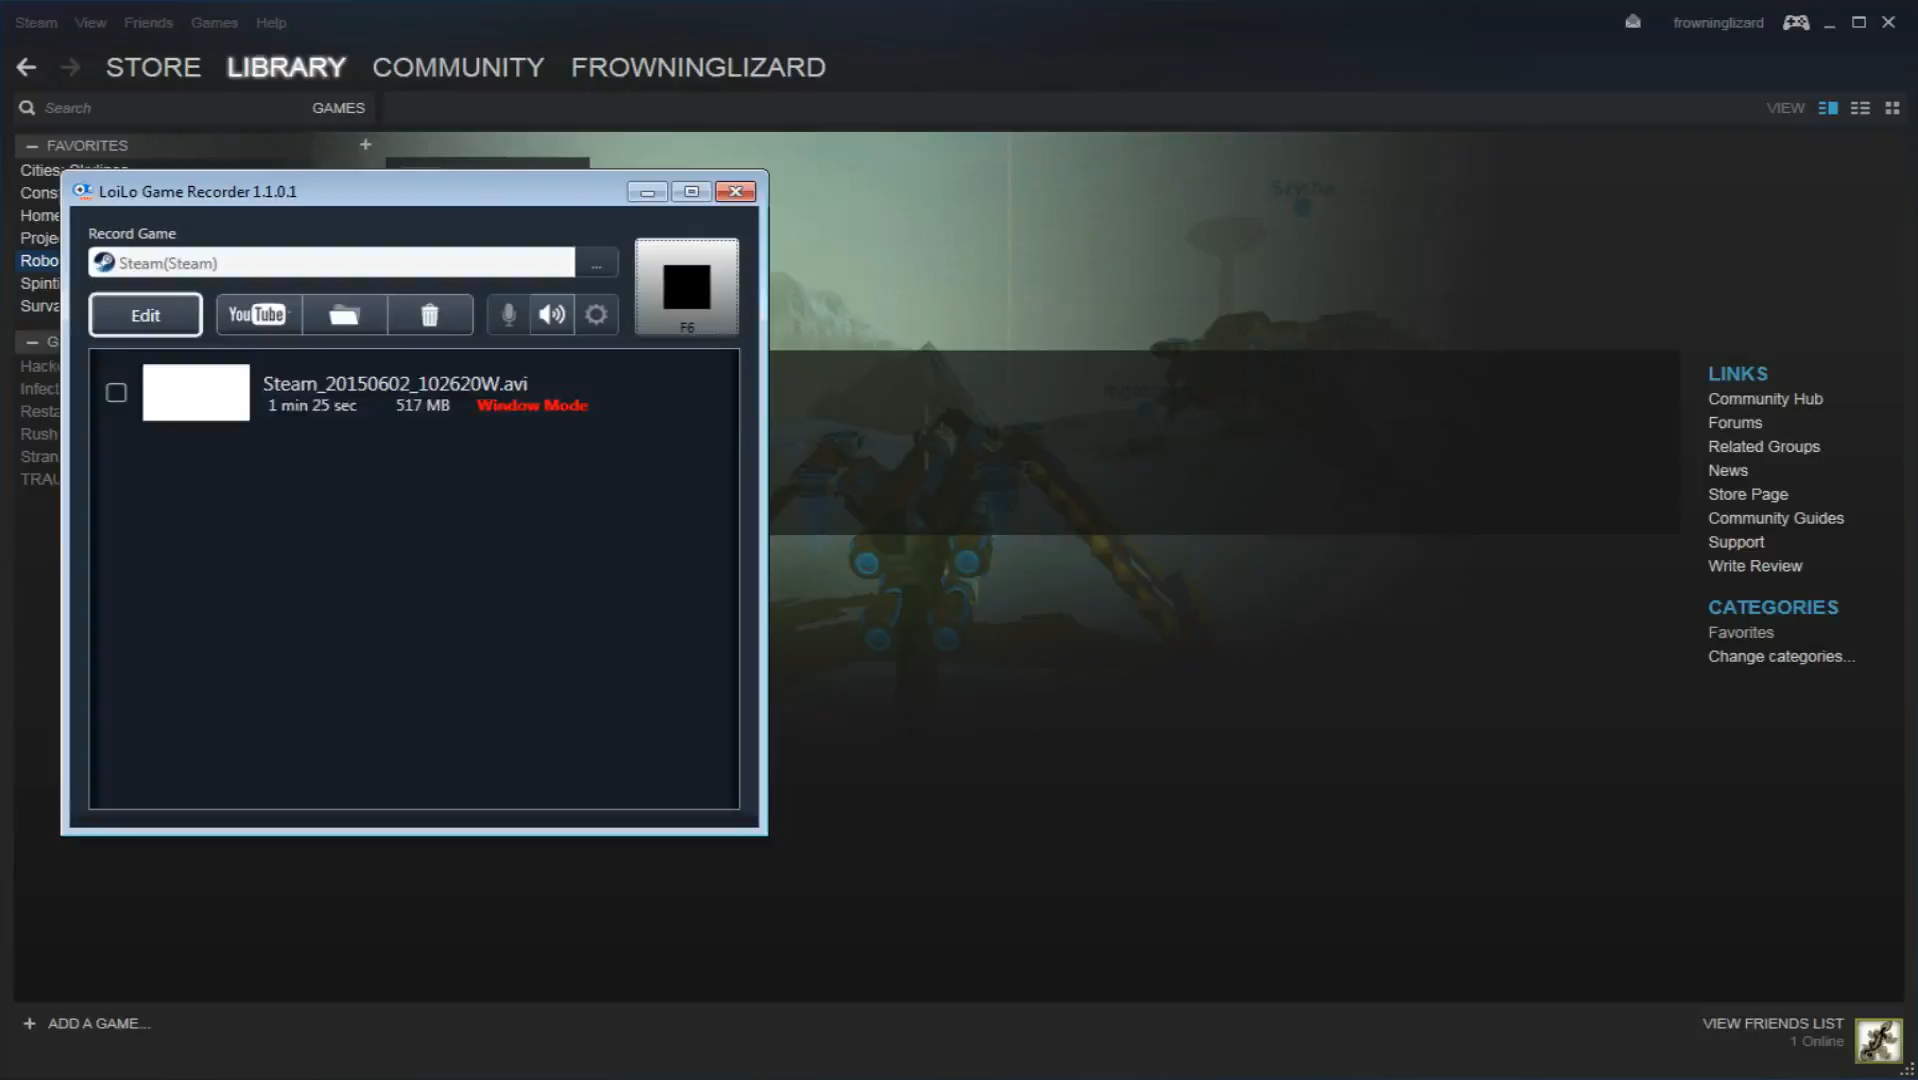 Steam View Friends Games Help frowninglizard
STORE LIBRARY COMMUNITY FROWNINGLIZARD
Search GAMES VIEW
— FAVORITES +
Cities: Skylines
Cons
Home
Proje
Robo
Spinti
Surva
— G
Hack
Infect
Resta
Rush
Stran
TRAU
LoiLo Game Recorder 1.1.0.1
Record Game
Steam(Steam) ...
F6
Edit YouTube
Steam_20150602_102620W.avi
1 min 25 sec 517 MB Window Mode
LINKS
Community Hub
Forums
Related Groups
News
Store Page
Community Guides
Support
Write Review
CATEGORIES
Favorites
Change categories...
+ ADD A GAME...
VIEW FRIENDS LIST
1 Online